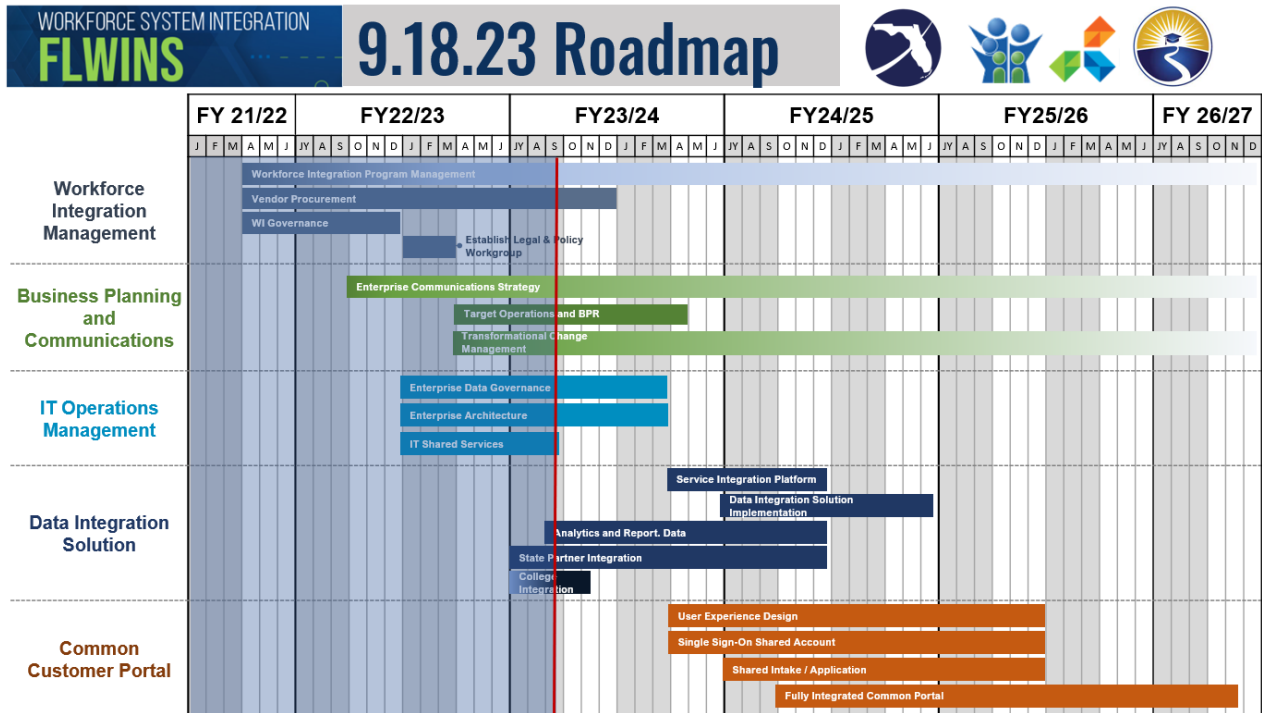 WORKFORCE SYSTEM INTEGRATION
FLWINS
9.18.23 Roadmap
FY 21/22 FY22/23 FY23/24 FY24/25 FY25/26 FY 26/27
J F M A M J JY A S O N D J F M A M J JY A S O N D J F M A M J JY A S O N D J F M A M J JY A S O N D J F M A M J JY A S O N D
Workforce
Integration
Management
Workforce Integration Program Management
Vendor Procurement
WI Governance
Establish Legal & Policy
Workgroup
Business Planning
and
Communications
Enterprise Communications Strategy
Target Operations and BPR
Transformational Change
Management
IT Operations
Management
Enterprise Data Governance
Enterprise Architecture
IT Shared Services
Data Integration
Solution
Service Integration Platform
Data Integration Solution
Implementation
Analytics and Report. Data
State Partner Integration
College
Integration
Common
Customer Portal
User Experience Design
Single Sign-On Shared Account
Shared Intake / Application
Fully Integrated Common Portal